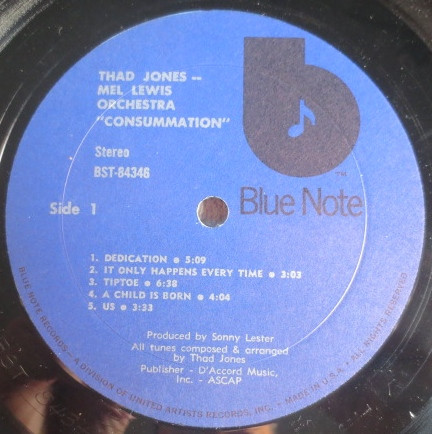 THAD JONES --
MEL LEWIS
ORCHESTRA
"CONSUMMATION"
Stereo
BST-84346
Side 1
TM
Blue Note
1. DEDICATION ● 5:09
2. IT ONLY HAPPENS EVERY TIME ● 3:03
3. TIPTOE ● 6:38
4. A CHILD IS BORN ● 4:04
5. US ● 3:33
Produced by Sonny Lester
All tunes composed & arranged
by Thad Jones
Publisher - D'Accord Music,
Inc. - ASCAP
BLUE NOTE RECORDS - A DIVISION OF UNITED ARTISTS RECORDS, INC. • MADE IN U.S.A. ALL RIGHTS RESERVED